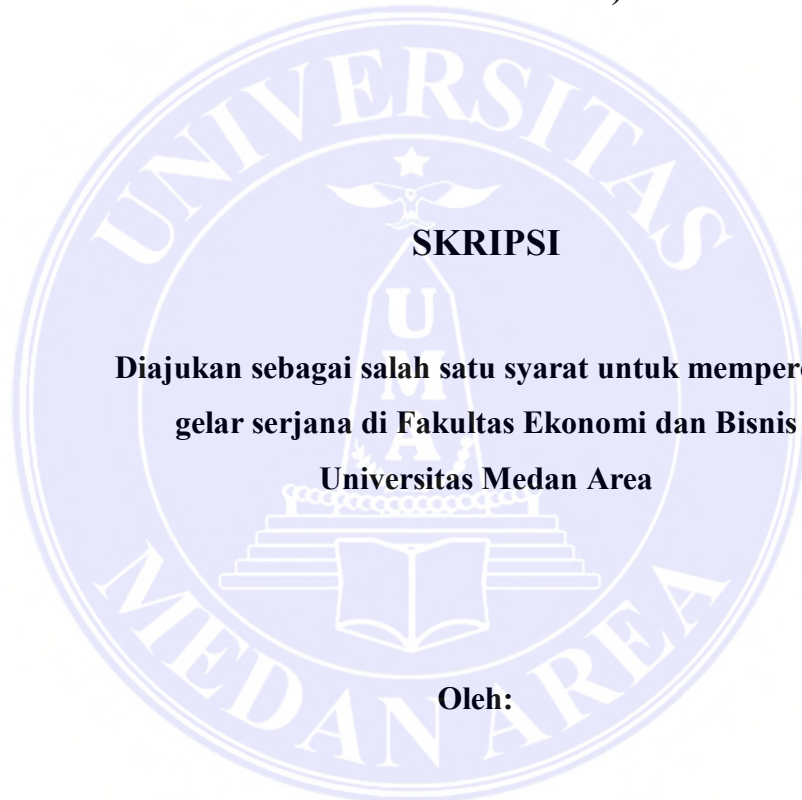 UNIVERSITAS
SKRIPSI
UMA
Diajukan sebagai salah satu syarat untuk
gelar serjana di Fakultas Ekonomi dan Bisnis
Universitas Medan Area
MEDAN AREA
Oleh: